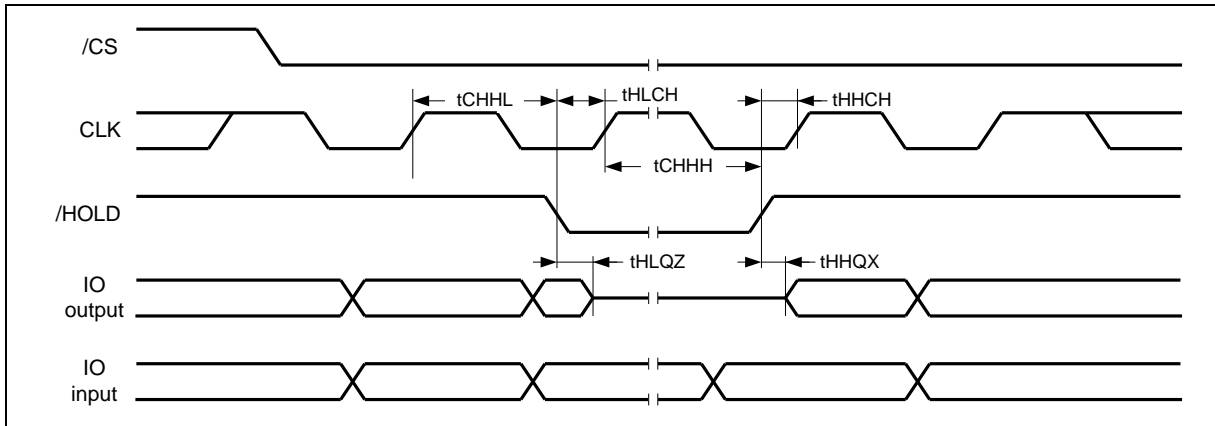 /CS
tCHHL
tHLCH
tHHCH
CLK
tCHHH
/HOLD
tHLQZ
tHHQX
IO
output
IO
input